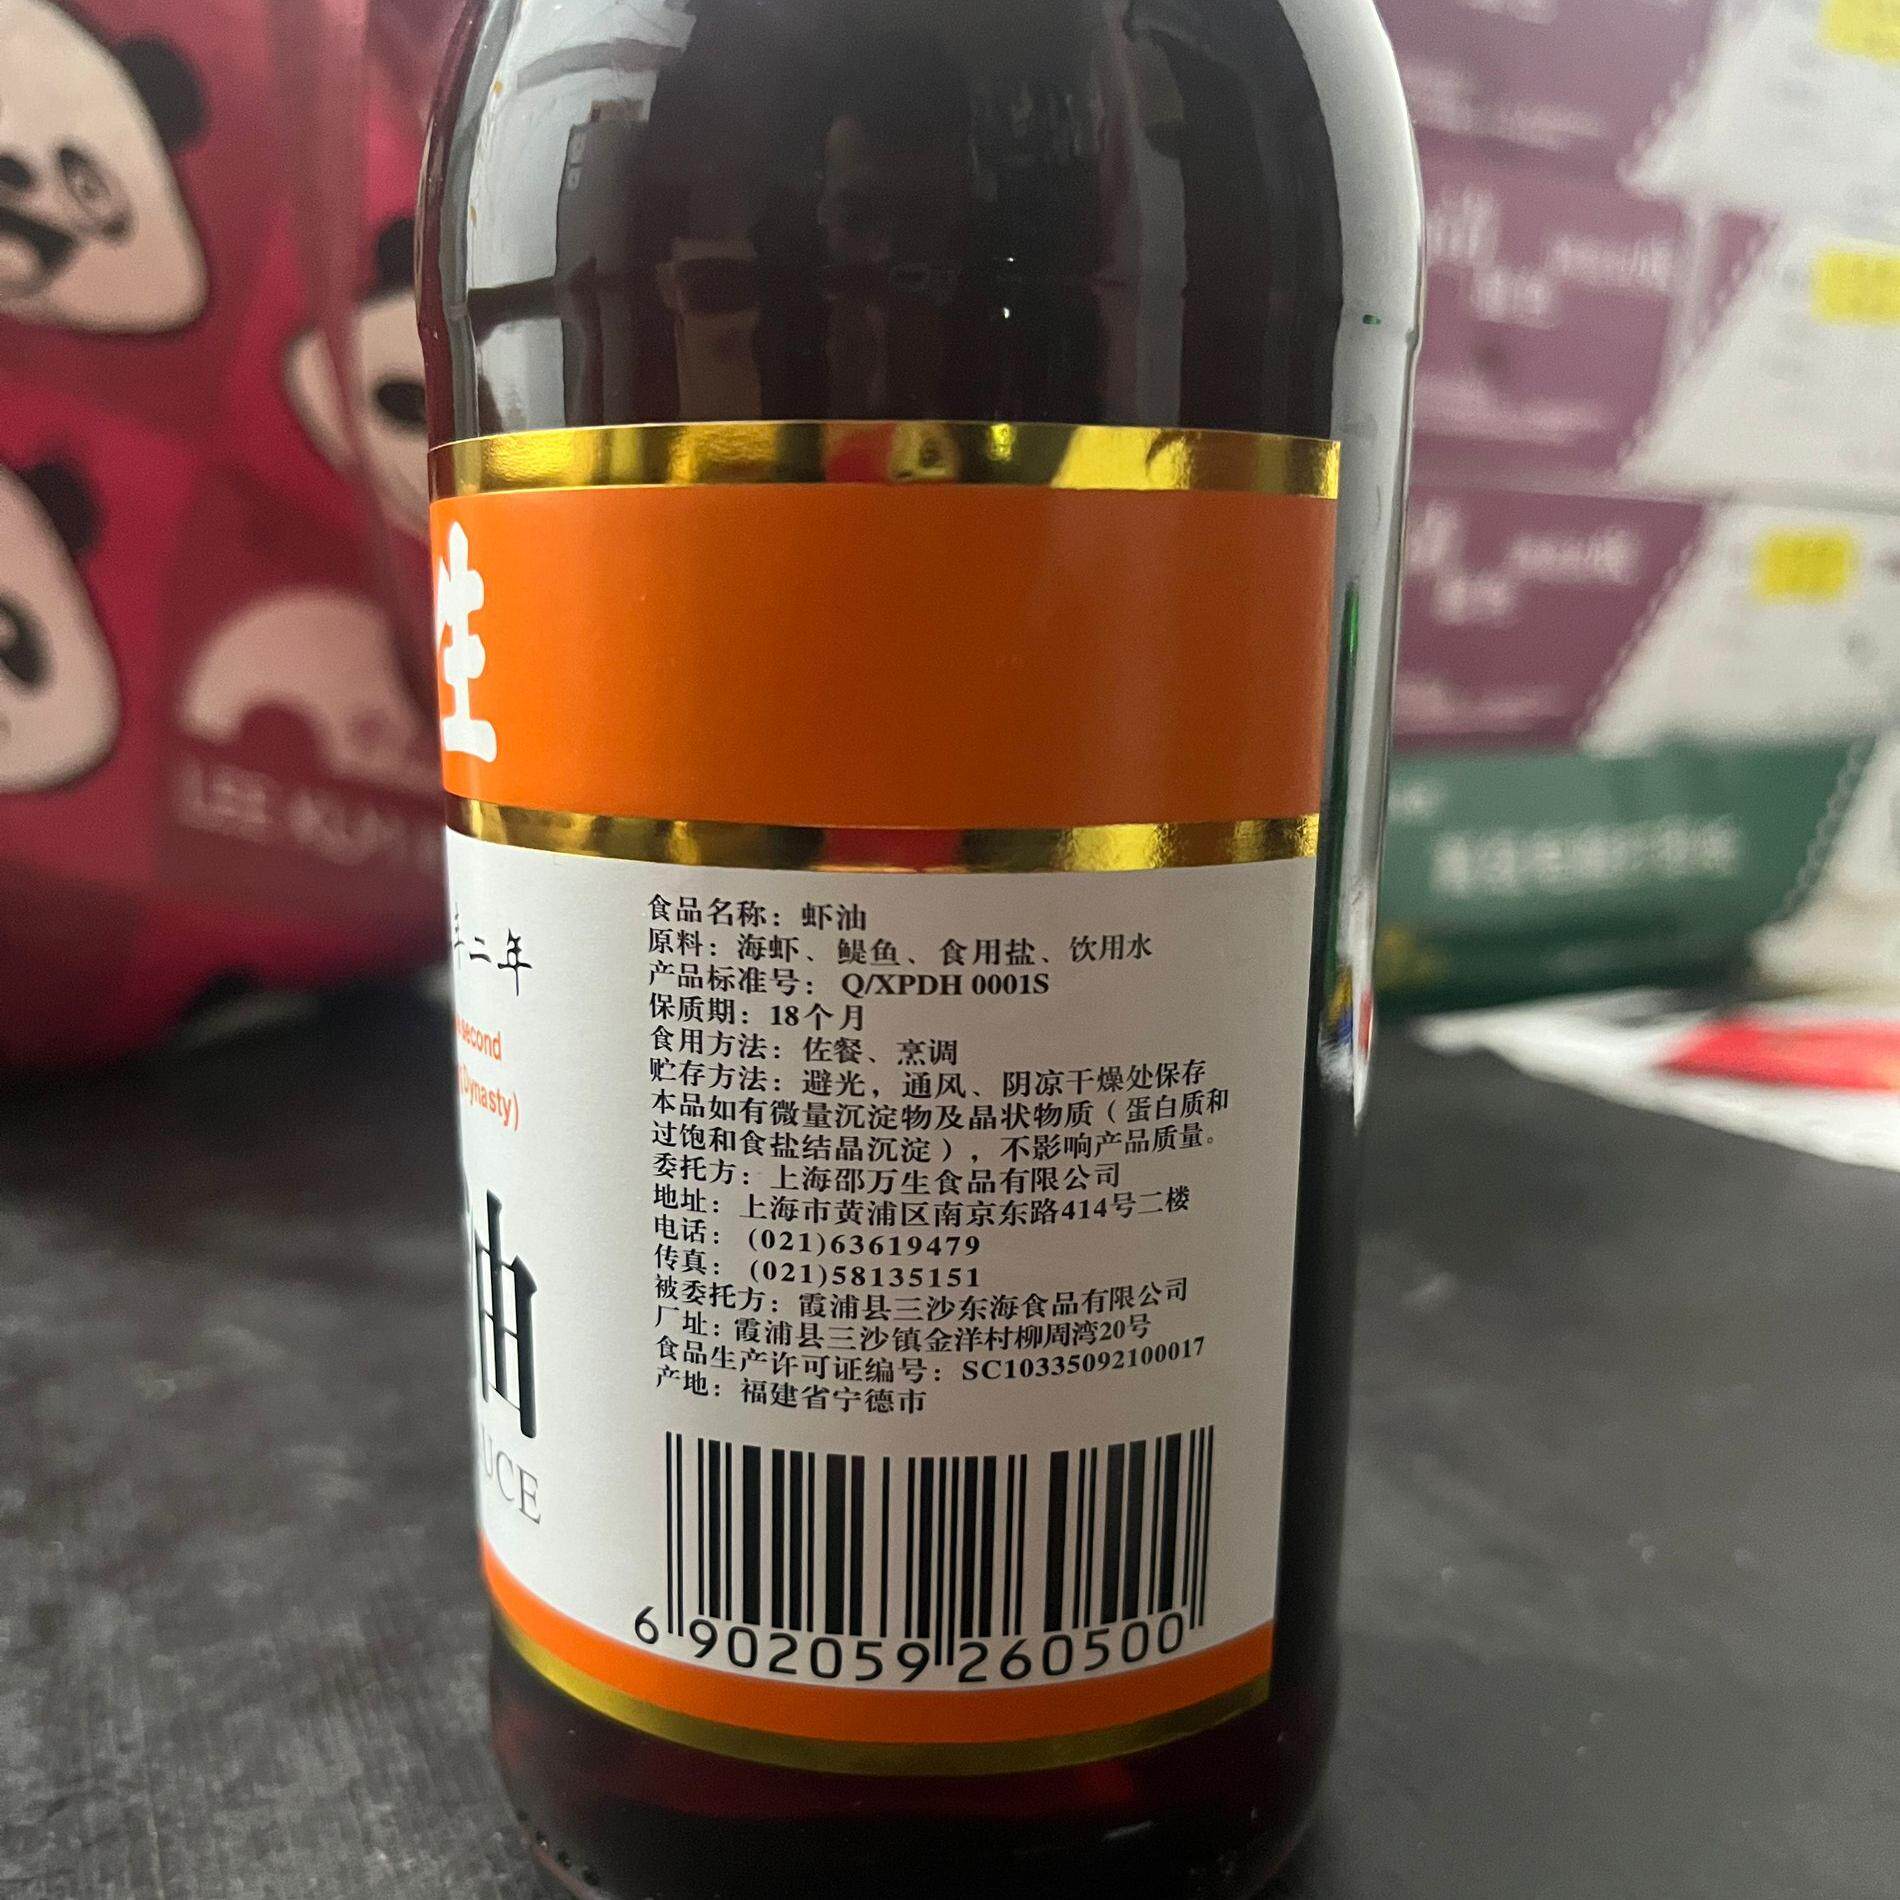 生
二年
second
Dynasty)
油
UCE
食品名称：虾油
原料：海虾、鳀鱼、食用盐、饮用水
产品标准号： Q/XPDH 0001S
保质期：18个月
食用方法：佐餐、烹调
贮存方法：避光，通风、阴凉干燥处保存
本品如有微量沉淀物及晶状物质（蛋白质和
过饱和食盐结晶沉淀），不影响产品质量。
委托方：上海邵万生食品有限公司
地址：上海市黄浦区南京东路414号二楼
电话： (021)63619479
传真： (021)58135151
被委托方：霞浦县三沙东海食品有限公司
厂址：霞浦县三沙镇金洋村柳周湾20号
食品生产许可证编号：SC10335092100017
产地：福建省宁德市
6 902059 260500
LEE KUM